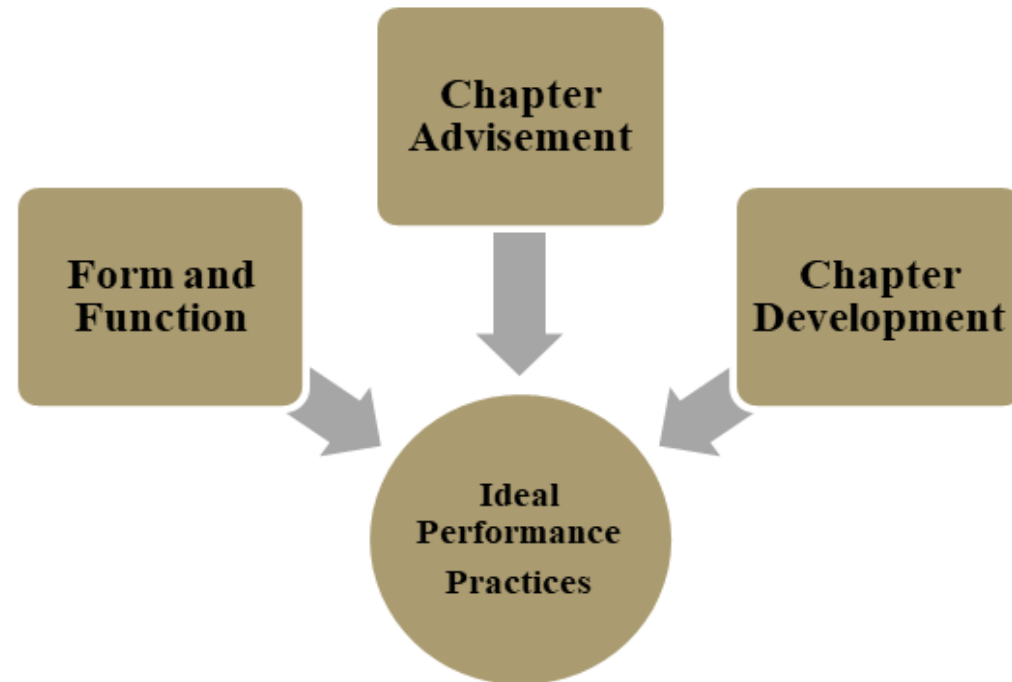 Chapter
Advisement
Form and
Function
Chapter
Development
Ideal
Performance
Practices